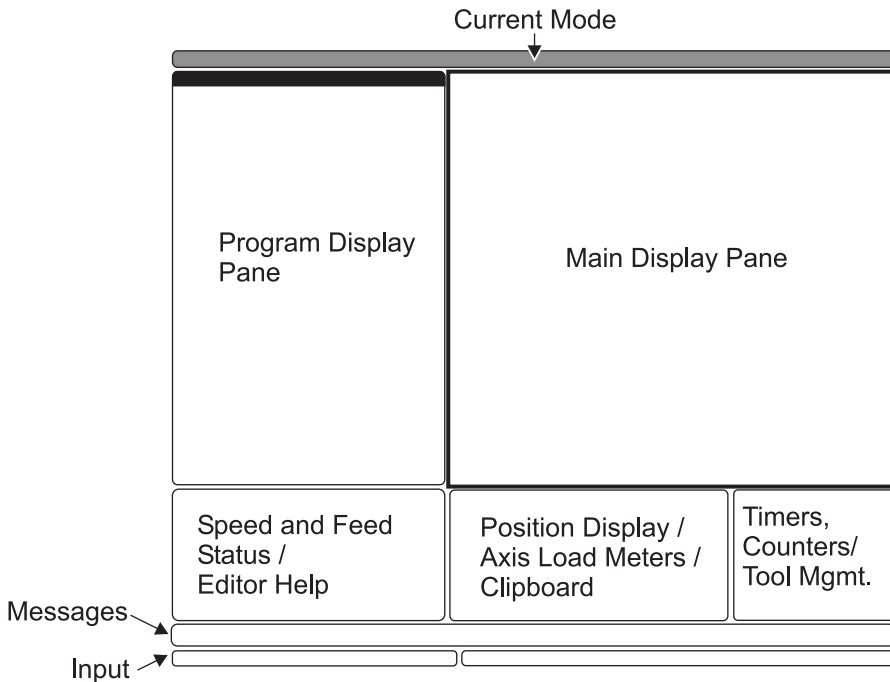 Current Mode
Program Display
Pane
Main Display Pane
Speed and Feed
Status /
Editor Help
Position Display /
Axis Load Meters /
Clipboard
Timers,
Counters/
Tool Mgmt.
Messages
Input